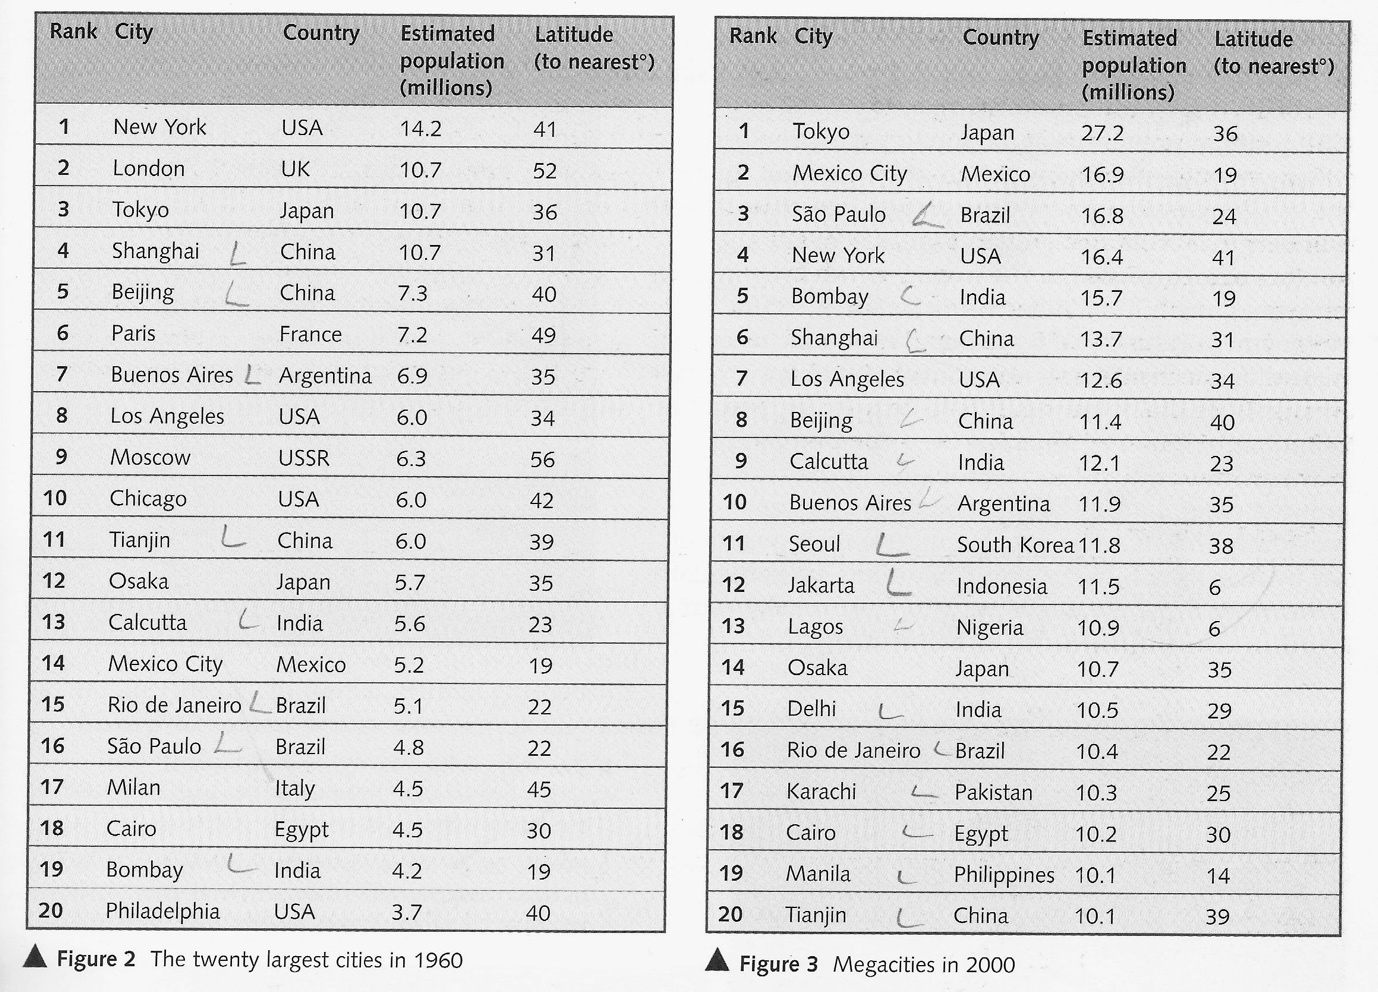 Rank City Country Estimated population (millions) Latitude (to nearest°)
1 New York USA 14.2 41
2 London UK 10.7 52
3 Tokyo Japan 10.7 36
4 Shanghai China 10.7 31
5 Beijing China 7.3 40
6 Paris France 7.2 49
7 Buenos Aires Argentina 6.9 35
8 Los Angeles USA 6.0 34
9 Moscow USSR 6.3 56
10 Chicago USA 6.0 42
11 Tianjin China 6.0 39
12 Osaka Japan 5.7 35
13 Calcutta India 5.6 23
14 Mexico City Mexico 5.2 19
15 Rio de Janeiro Brazil 5.1 22
16 São Paulo Brazil 4.8 22
17 Milan Italy 4.5 45
18 Cairo Egypt 4.5 30
19 Bombay India 4.2 19
20 Philadelphia USA 3.7 40
▲ Figure 2 The twenty largest cities in 1960
Rank City Country Estimated population (millions) Latitude (to nearest°)
1 Tokyo Japan 27.2 36
2 Mexico City Mexico 16.9 19
3 São Paulo Brazil 16.8 24
4 New York USA 16.4 41
5 Bombay India 15.7 19
6 Shanghai China 13.7 31
7 Los Angeles USA 12.6 34
8 Beijing China 11.4 40
9 Calcutta India 12.1 23
10 Buenos Aires Argentina 11.9 35
11 Seoul South Korea 11.8 38
12 Jakarta Indonesia 11.5 6
13 Lagos Nigeria 10.9 6
14 Osaka Japan 10.7 35
15 Delhi India 10.5 29
16 Rio de Janeiro Brazil 10.4 22
17 Karachi Pakistan 10.3 25
18 Cairo Egypt 10.2 30
19 Manila Philippines 10.1 14
20 Tianjin China 10.1 39
▲ Figure 3 Megacities in 2000